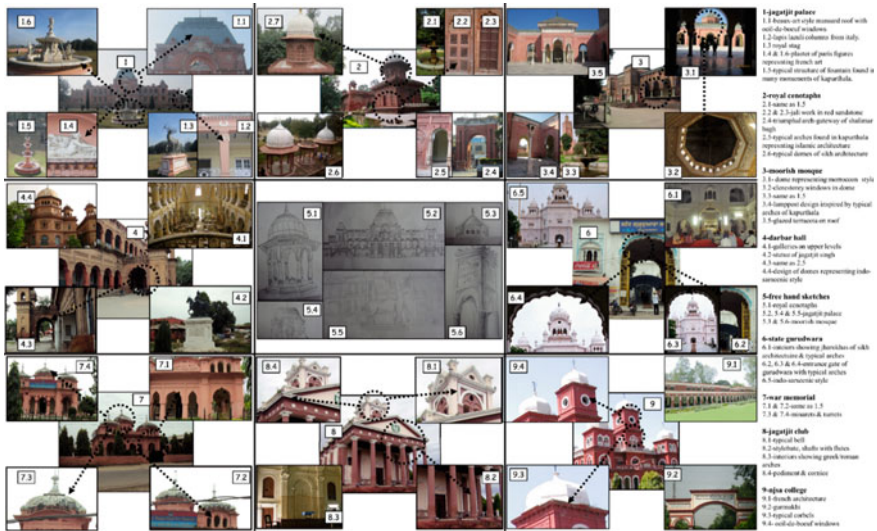 1.6
1.1
1
1.5
1.4
1.3
1.2
2.7
2.1
2.2
2.3
2
2.6
2.5
2.4
3.5
3
3.1
3.4
3.3
3.2
4.4
4
4.1
4.3
4.2
5.1
5.2
5.3
5.4
5.5
5.6
6.5
6.1
6
6.4
6.3
6.2
7.4
7.1
7
7.3
7.2
8.4
8.1
8
8.3
8.2
9.4
9.1
9
9.3
9.2
1-jagatjit palace
1.1-beaux-art style mansard roof with
oeil-de-boeuf windows
1.2-lapis lazuli columns from italy.
1.3 royal stag
1.4 & 1.6-plaster of paris figures
representing french art
1.5-typical structure of fountain found in
many monuments of kapurthala.
2-royal cenotaphs
2.1-same as 1.5
2.2 & 2.3-jali work in red sandstone
2.4-triumphal arch-gateway of shalimar
bagh
2.5-typical arches found in kapurthala
representing islamic architecture
2.6-typical domes of sikh architecture
3-moorish mosque
3.1- dome representing morroccon style
3.2-clerestorey windows in dome
3.3-same as 1.5
3.4-lamppost design inspired by typical
arches of kapurthala
3.5-glazed terracota on roof
4-darbar hall
4.1-galleries on upper levels
4.2-statue of jagatjit singh
4.3-same as 2.5
4.4-design of domes representing indo-
saracenic style
5-free hand sketches
5.1-royal cenotaphs
5.2, 5.4 & 5.5-jagatjit palace
5.3 & 5.6-moorish mosque
6-state gurudwara
6.1-interiors showing jharokhas of sikh
architecture & typical arches
6.2, 6.3 & 6.4-entrance gate of
gurudwara with typical arches
6.5-indo-saracenic style
7-war memorial
7.1 & 7.2-same as 1.5
7.3 & 7.4-minarets & turrets
8-jagatjit club
8.1-typical bell
8.2-stylobate, shafts with flutes
8.3-interiors showing greek/roman
arches
8.4-pediment & cornice
9-njsa college
9.1-french architecture
9.2-gurmukhi
9.3-typical corbels
9.4- oeil-de-boeuf windows